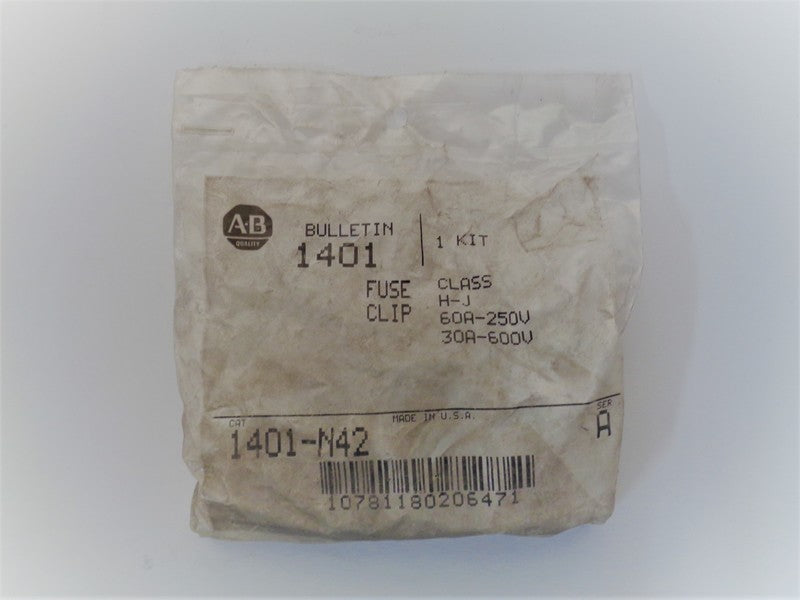 A-B
QUALITY
BULLETIN
1401
1 KIT
FUSE
CLIP
CLASS
H-J
60A-250V
30A-600V
CAT
MADE IN U.S.A.
SER
1401-N42
A
10781180206471